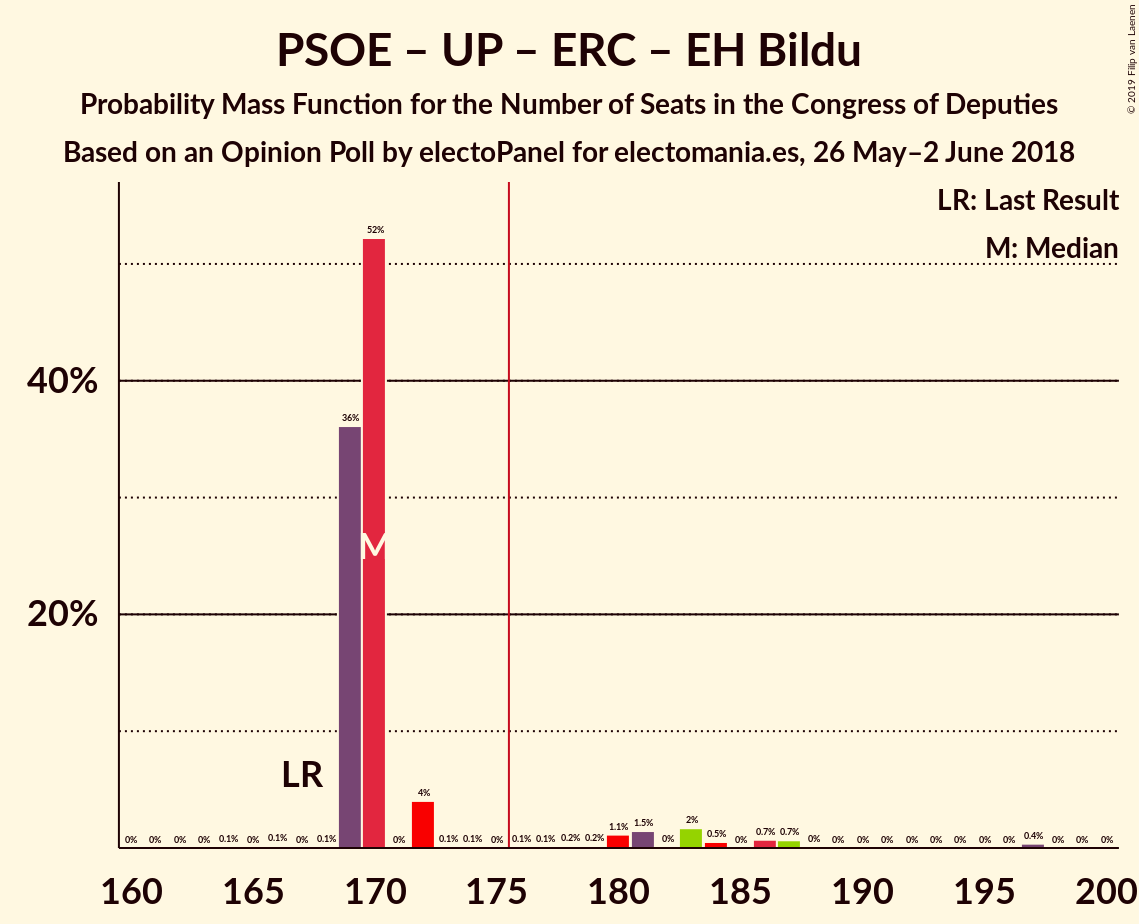 PSOE – UP – ERC – EH Bildu
Probability Mass Function for the Number of Seats in the Congress of Deputies
Based on an Opinion Poll by electoPanel for electomania.es, 26 May–2 June 2018
© 2019 Filip van Laenen
LR: Last Result
M: Median
40%
20%
LR
M
0% 0% 0% 0% 0.1% 0% 0.1% 0% 0.1% 36% 52% 0% 4% 0.1% 0.1% 0% 0.1% 0.1% 0.2% 0.2% 1.1% 1.5% 0% 2% 0.5% 0% 0.7% 0.7% 0% 0% 0% 0% 0% 0% 0% 0% 0% 0.4% 0% 0% 0%
160 165 170 175 180 185 190 195 200